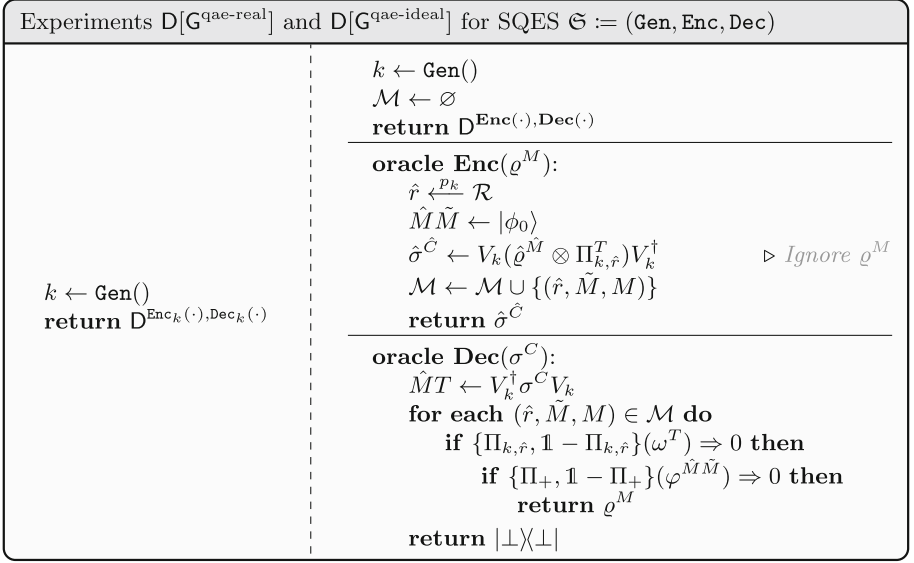 Experiments D[G^{qae-real}] and D[G^{qae-ideal}] for SQES 𝔖 := (Gen, Enc, Dec)
k ← Gen()
return D^{Enc_k(·),Dec_k(·)}
k ← Gen()
ℳ ← ∅
return D^{Enc(·),Dec(·)}
oracle Enc(ϱ^M):
r̂ ←^{p_k} ℛ
M̂M̃ ← |ϕ_0⟩
σ̂^{Ĉ} ← V_k(ϱ̂^{M̂} ⊗ Π^T_{k,r̂})V_k^† ▷ Ignore ϱ^M
ℳ ← ℳ ∪ {(r̂, M̃, M)}
return σ̂^{Ĉ}
oracle Dec(σ^C):
M̂T ← V_k^† σ^C V_k
for each (r̂, M̃, M) ∈ ℳ do
if {Π_{k,r̂}, 𝟙 − Π_{k,r̂}}(ω^T) ⇒ 0 then
if {Π_+, 𝟙 − Π_+}(φ^{M̂M̃}) ⇒ 0 then
return ϱ^M
return |⊥⟩⟨⊥|